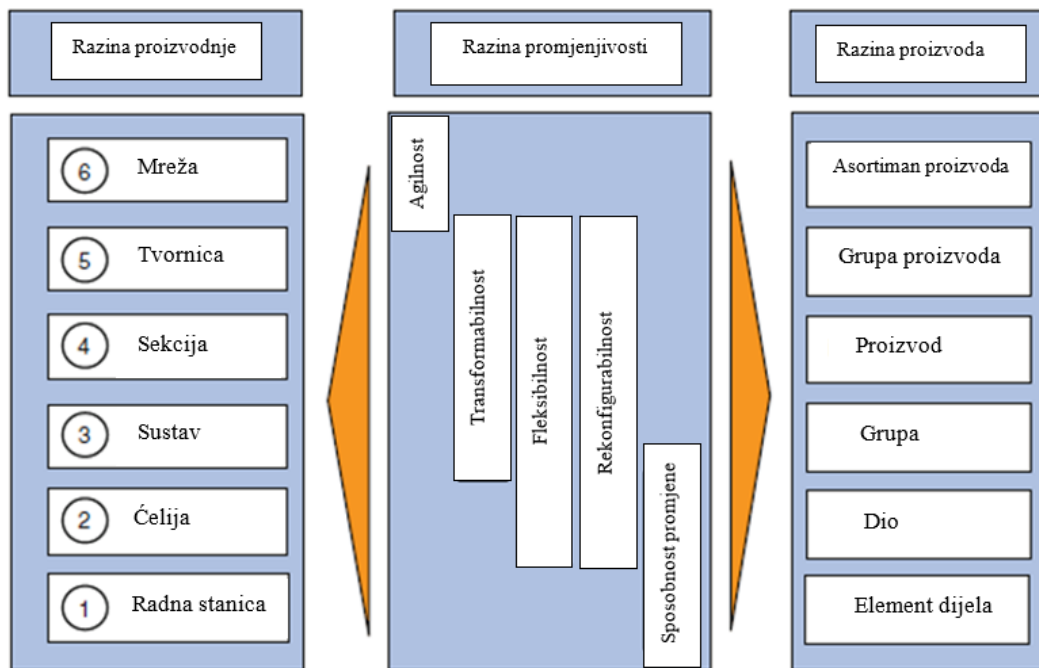 Razina proizvodnje
Razina promjenjivosti
Razina proizvoda
6 Mreža
5 Tvornica
4 Sekcija
3 Sustav
2 Ćelija
1 Radna stanica
Agilnost
Transformabilnost
Fleksibilnost
Rekonfigurabilnost
Sposobnost promjene
Asortiman proizvoda
Grupa proizvoda
Proizvod
Grupa
Dio
Element dijela